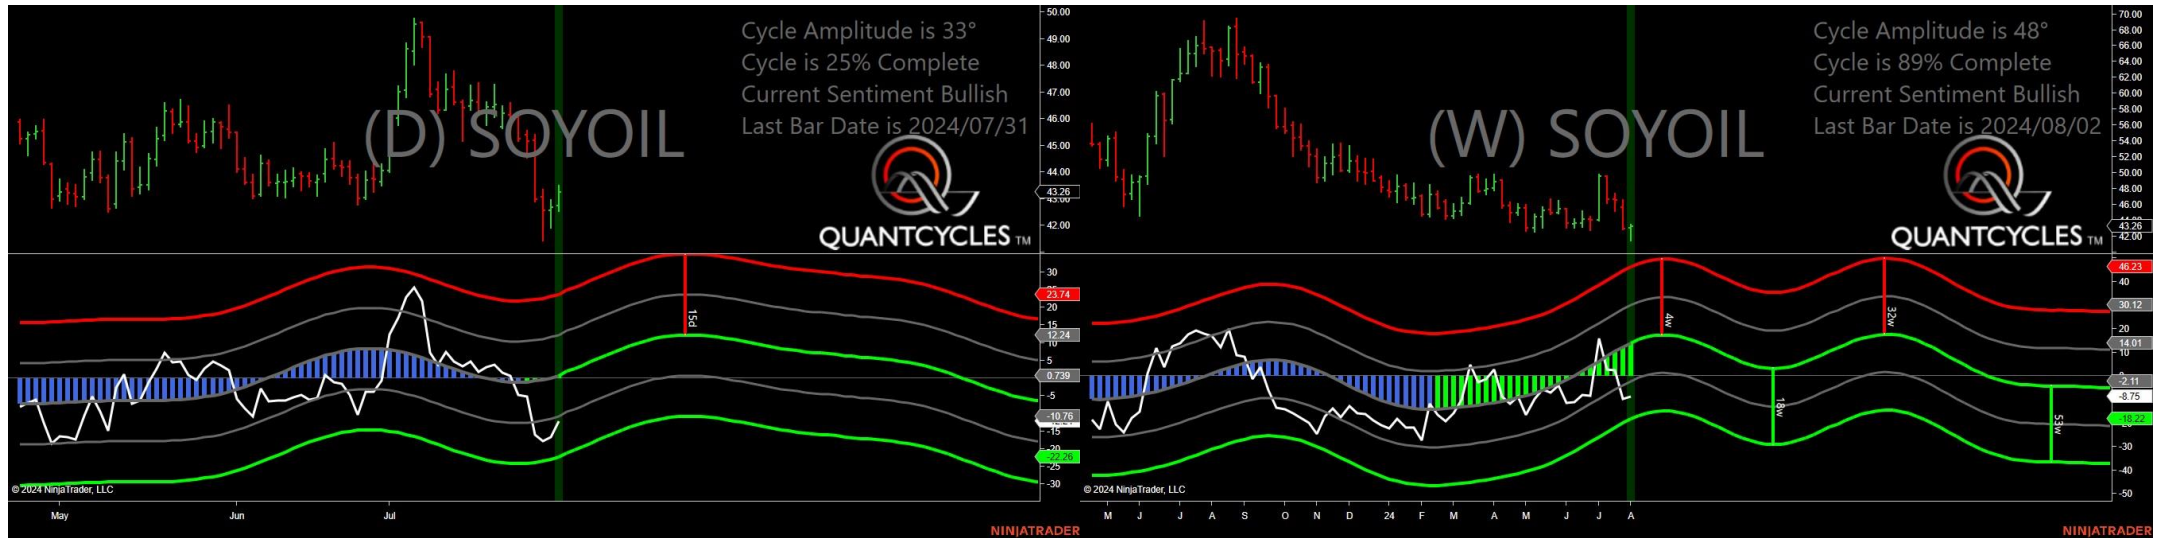 Cycle Amplitude is 33°
Cycle is 25% Complete
Current Sentiment Bullish
Last Bar Date is 2024/07/31
(D) SOYOIL
QUANTCYCLES TM
50.00
49.00
48.00
47.00
46.00
45.00
44.00
43.26
43.00
42.00
30
23.74
20
15
12.24
10
5
0.739
-5
-10.76
-15
-20
-22.26
-25
-30
15d
© 2024 NinjaTrader, LLC
May
Jun
Jul
NINJATRADER
Cycle Amplitude is 48°
Cycle is 89% Complete
Current Sentiment Bullish
Last Bar Date is 2024/08/02
(W) SOYOIL
QUANTCYCLES TM
70.00
68.00
66.00
64.00
62.00
60.00
58.00
56.00
54.00
52.00
50.00
48.00
46.00
44.00
43.26
42.00
46.23
40
30.12
20
14.01
10
-2.11
-8.75
-18.22
-30
-40
-50
4w
18w
32w
53w
© 2024 NinjaTrader, LLC
M J J A S O N D 24 F M A M J J A
NINJATRADER